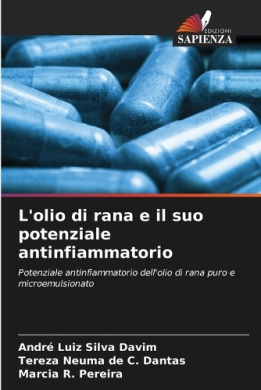 EDIZIONI
SAPIENZA
L'olio di rana e il suo
potenziale
antinfiammatorio
Potenziale antinfiammatorio dell'olio di rana puro e
microemulsionato
André Luiz Silva Davim
Tereza Neuma de C. Dantas
Marcia R. Pereira